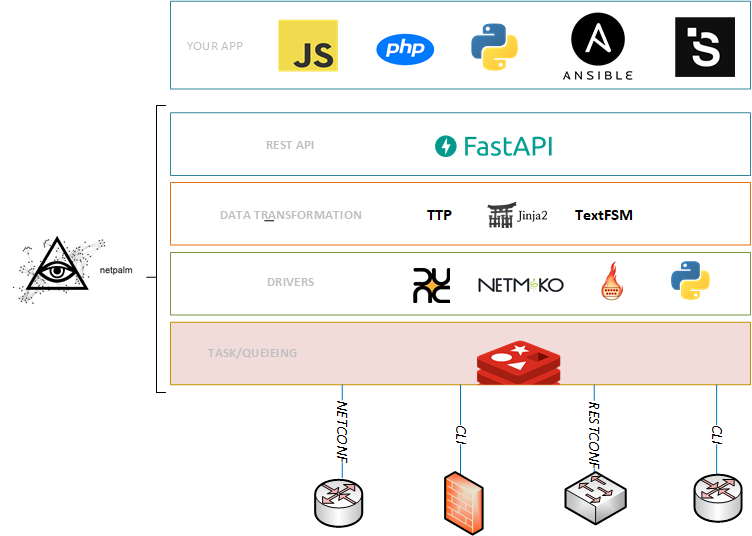 YOUR APP
JS
php
ANSIBLE
S
REST API
FastAPI
DATA TRANSFORMATION
TTP
Jinja2
TextFSM
netpalm
DRIVERS
NETMIKO
TASK/QUEIEING
NETCONF
CLI
RESTCONF
CLI